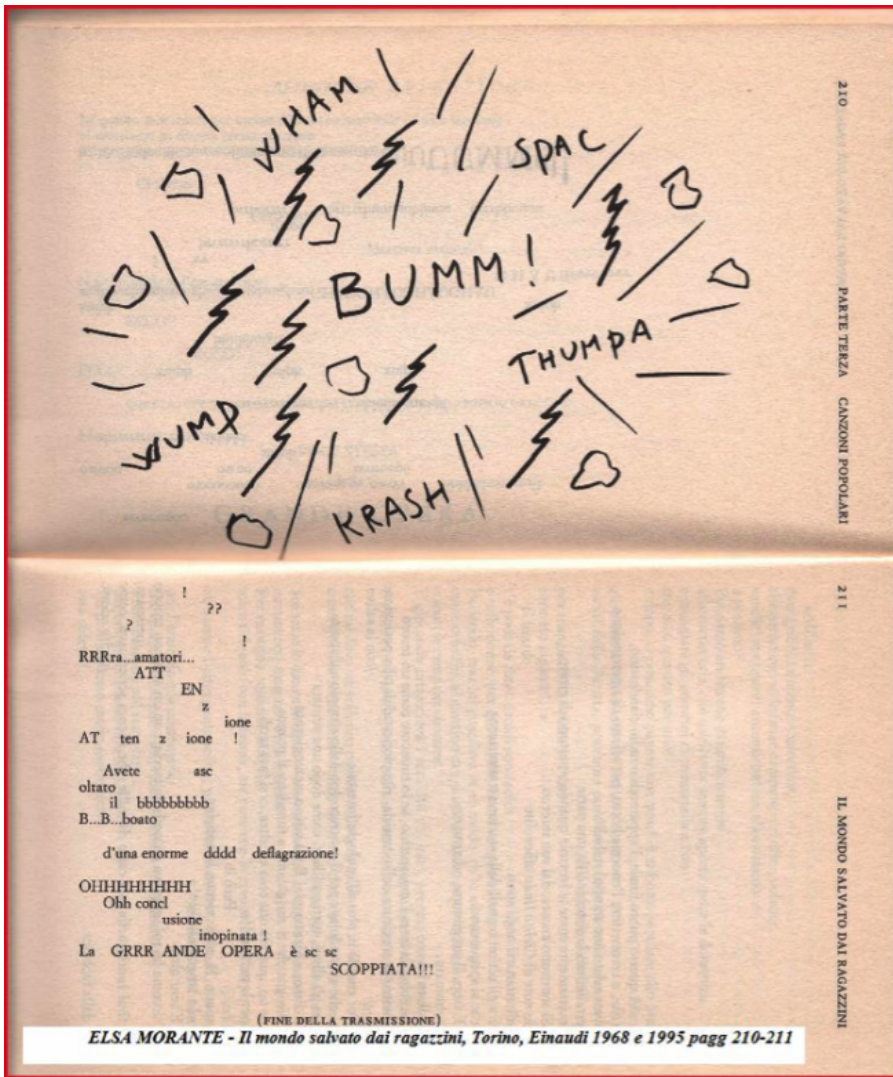 WHAM
SPAC
BUMM!
THUMPA
WUMP
KRASH
210
PARTE TERZA CANZONI POPOLARI
!
??
?
!
RRRra...amatori...
ATT
EN
z
ione
AT ten z ione !
Avete asc
oltato
il bbbbbbbbb
B...B...boato
d'una enorme dddd deflagrazione!
OHHHHHHHH
Ohh concl
usione
inopinata !
La GRRR ANDE OPERA è sc sc
SCOPPIATA!!!
(FINE DELLA TRASMISSIONE)
211
IL MONDO SALVATO DAI RAGAZZINI
ELSA MORANTE - Il mondo salvato dai ragazzini, Torino, Einaudi 1968 e 1995 pagg 210-211